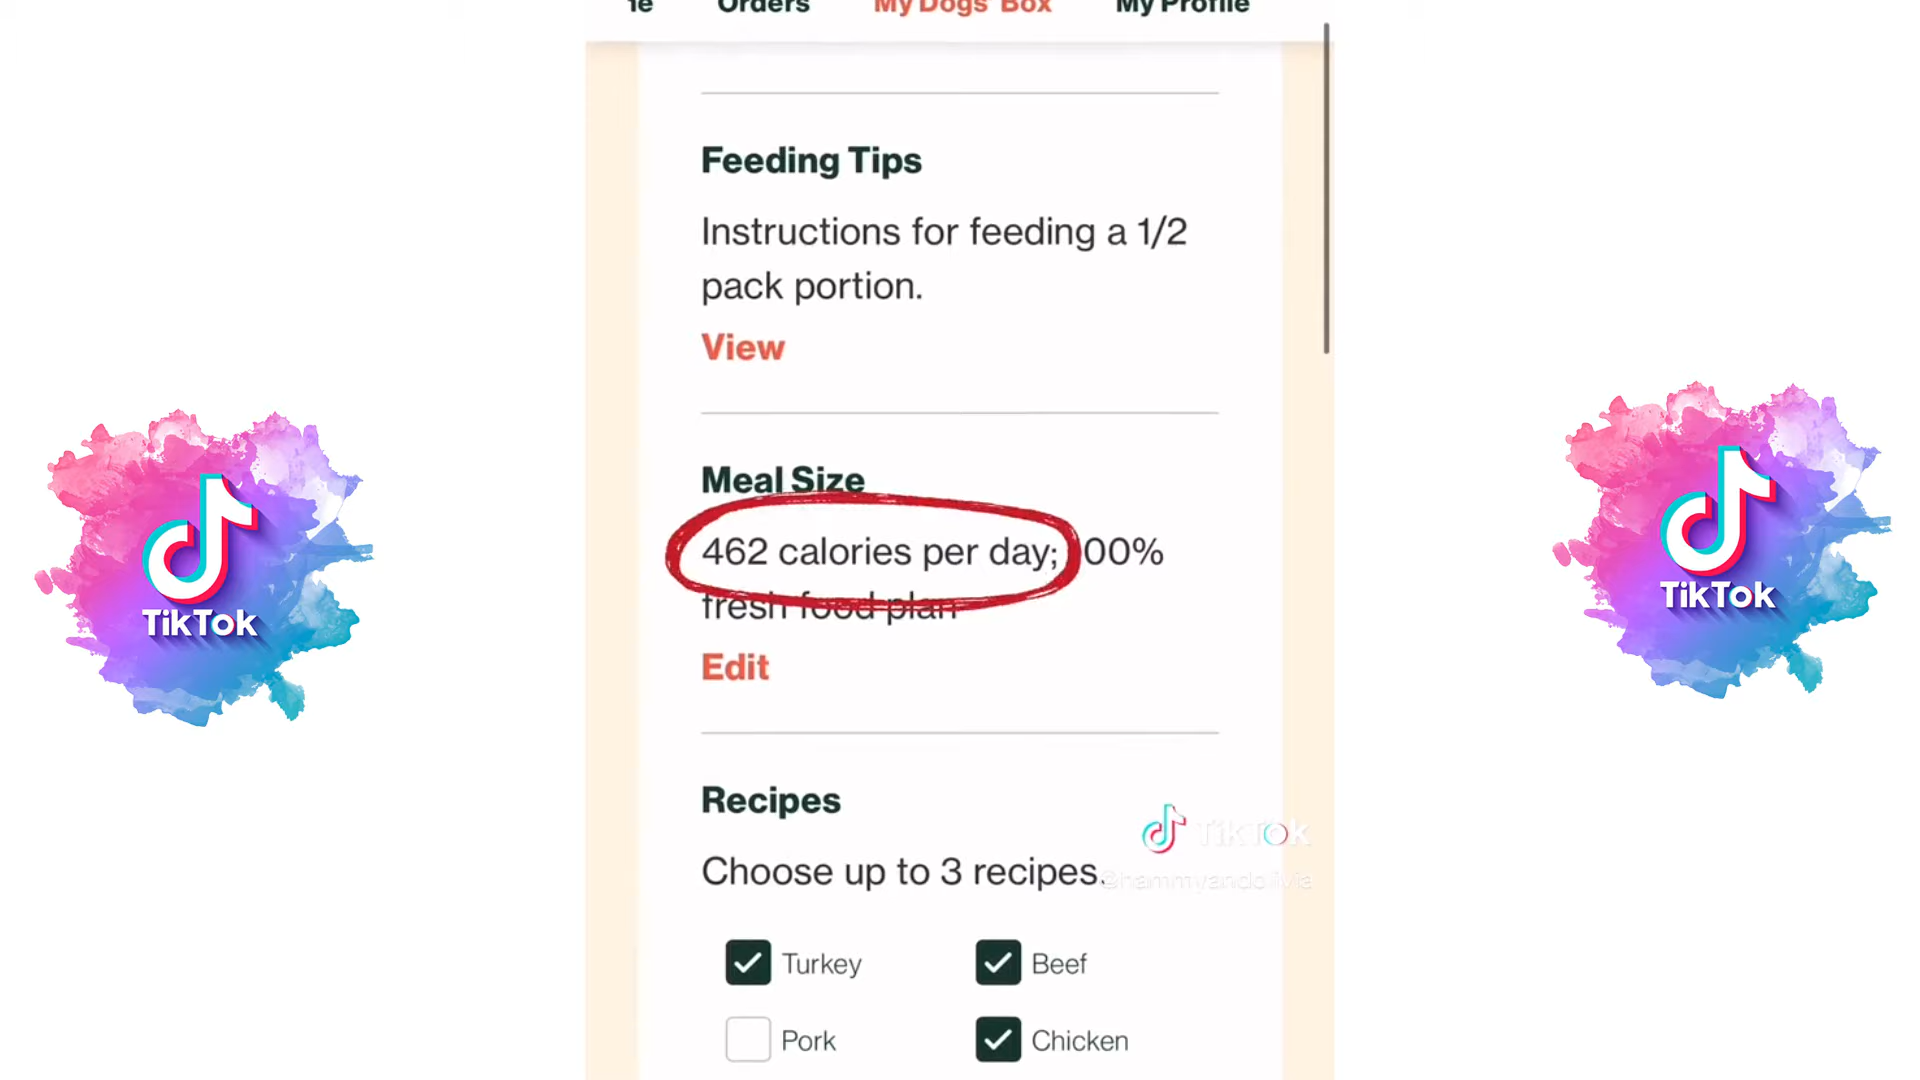 ne Orders My Dogs' Box My Profile
Feeding Tips
Instructions for feeding a 1/2
pack portion.
View
Meal Size
462 calories per day; 00%
fresh food plan
Edit
Recipes
Choose up to 3 recipes.
Turkey Beef
Pork Chicken
TikTok
@hammyandolivia
TikTok
TikTok